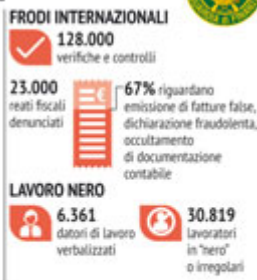 FRODI INTERNAZIONALI
128.000
verifiche e controlli
23.000
reati fiscali
denunciati
67% riguardano
emissione di fatture false,
dichiarazione fraudolenta,
occultamento
di documentazione
contabile
LAVORO NERO
6.361
datori di lavoro
verbalizzati
30.819
lavoratori
in "nero"
o irregolari